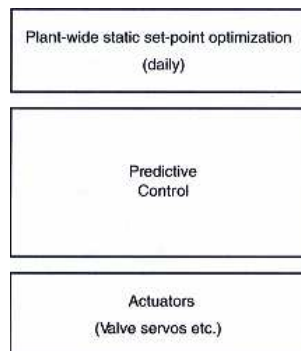 Plant-wide static set-point optimization
(daily)
Predictive
Control
Actuators
(Valve servos etc.)